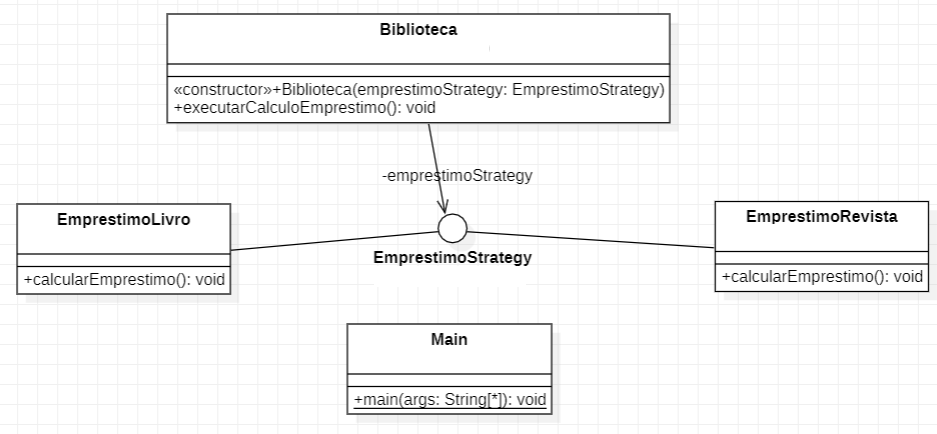 Biblioteca
«constructor»+Biblioteca(emprestimoStrategy: EmprestimoStrategy)
+executarCalculoEmprestimo(): void
-emprestimoStrategy
EmprestimoLivro
+calcularEmprestimo(): void
EmprestimoStrategy
EmprestimoRevista
+calcularEmprestimo(): void
Main
+main(args: String[*]): void